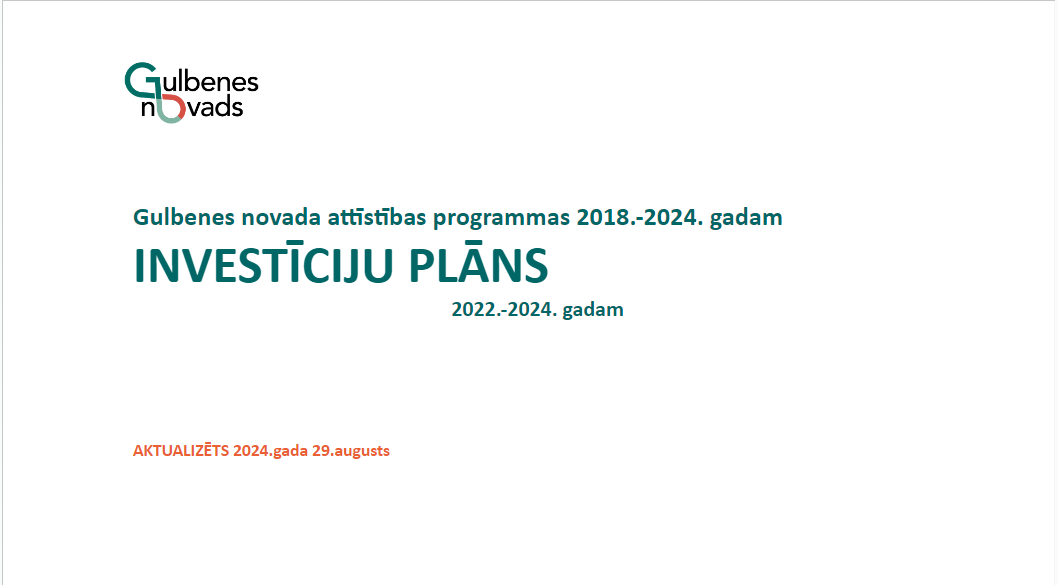 Gulbenes
novads
Gulbenes novada attīstības programmas 2018.-2024. gadam
INVESTĪCIJU PLĀNS
2022.-2024. gadam
AKTUALIZĒTS 2024.gada 29.augusts